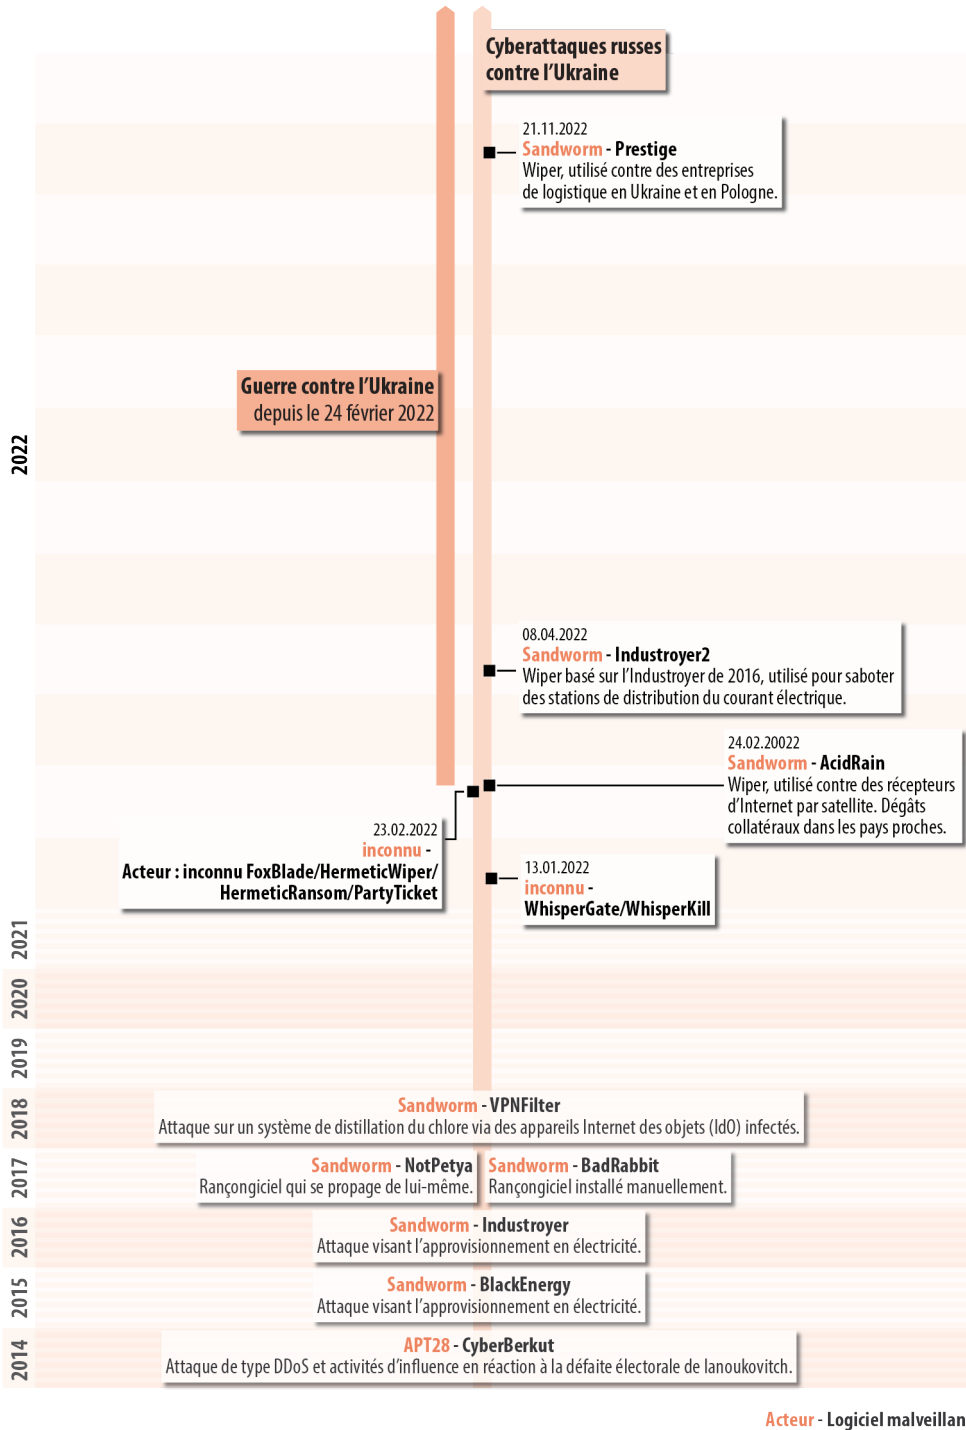 Cyberattaques russes
contre l’Ukraine
21.11.2022
Sandworm - Prestige
Wiper, utilisé contre des entreprises
de logistique en Ukraine et en Pologne.
Guerre contre l’Ukraine
depuis le 24 février 2022
2022
08.04.2022
Sandworm - Industroyer2
Wiper basé sur l’Industroyer de 2016, utilisé pour saboter
des stations de distribution du courant électrique.
24.02.20022
Sandworm - AcidRain
Wiper, utilisé contre des récepteurs
d’Internet par satellite. Dégâts
collatéraux dans les pays proches.
23.02.2022
inconnu -
Acteur : inconnu FoxBlade/HermeticWiper/
HermeticRansom/PartyTicket
13.01.2022
inconnu -
WhisperGate/WhisperKill
2021
2020
2019
2018
Sandworm - VPNFilter
Attaque sur un système de distillation du chlore via des appareils Internet des objets (IdO) infectés.
2017
Sandworm - NotPetya
Rançongiciel qui se propage de lui-même.
Sandworm - BadRabbit
Rançongiciel installé manuellement.
2016
Sandworm - Industroyer
Attaque visant l’approvisionnement en électricité.
2015
Sandworm - BlackEnergy
Attaque visant l’approvisionnement en électricité.
2014
APT28 - CyberBerkut
Attaque de type DDoS et activités d’influence en réaction à la défaite électorale de Ianoukovitch.
Acteur - Logiciel malveillan